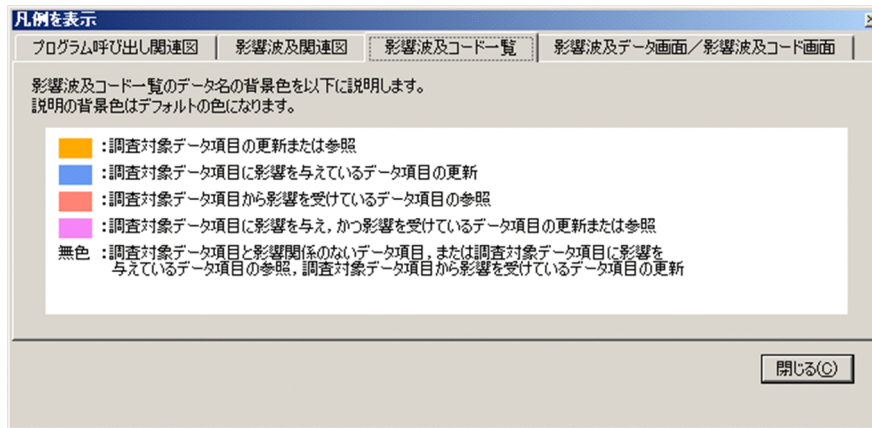 凡例を表示
プログラム呼び出し関連図
影響波及関連図
影響波及コード一覧
影響波及データ画面／影響波及コード画面
影響波及コード一覧のデータ名の背景色を以下に説明します。
説明の背景色はデフォルトの色になります。
：調査対象データ項目の更新または参照
：調査対象データ項目に影響を与えているデータ項目の更新
：調査対象データ項目から影響を受けているデータ項目の参照
：調査対象データ項目に影響を与え，かつ影響を受けているデータ項目の更新または参照
無色 ：調査対象データ項目と影響関係のないデータ項目，または調査対象データ項目に影響を
与えているデータ項目の参照，調査対象データ項目から影響を受けているデータ項目の更新
閉じる(C)